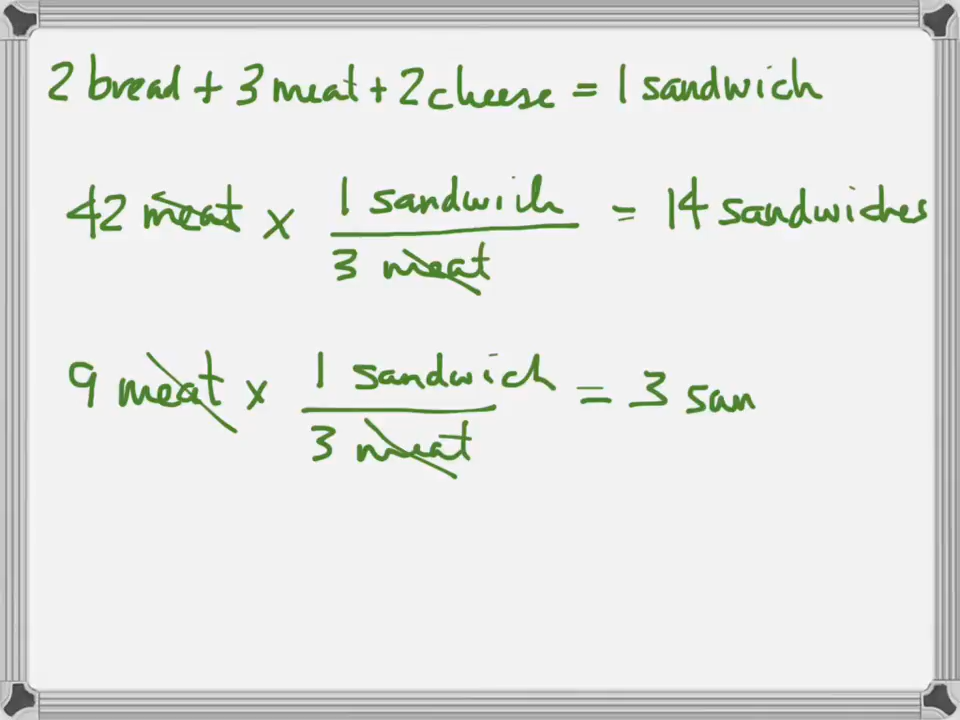 2 bread + 3 meat + 2 cheese = 1 sandwich
42 meat x 1 sandwich / 3 meat = 14 sandwiches
9 meat x 1 sandwich / 3 meat = 3 san